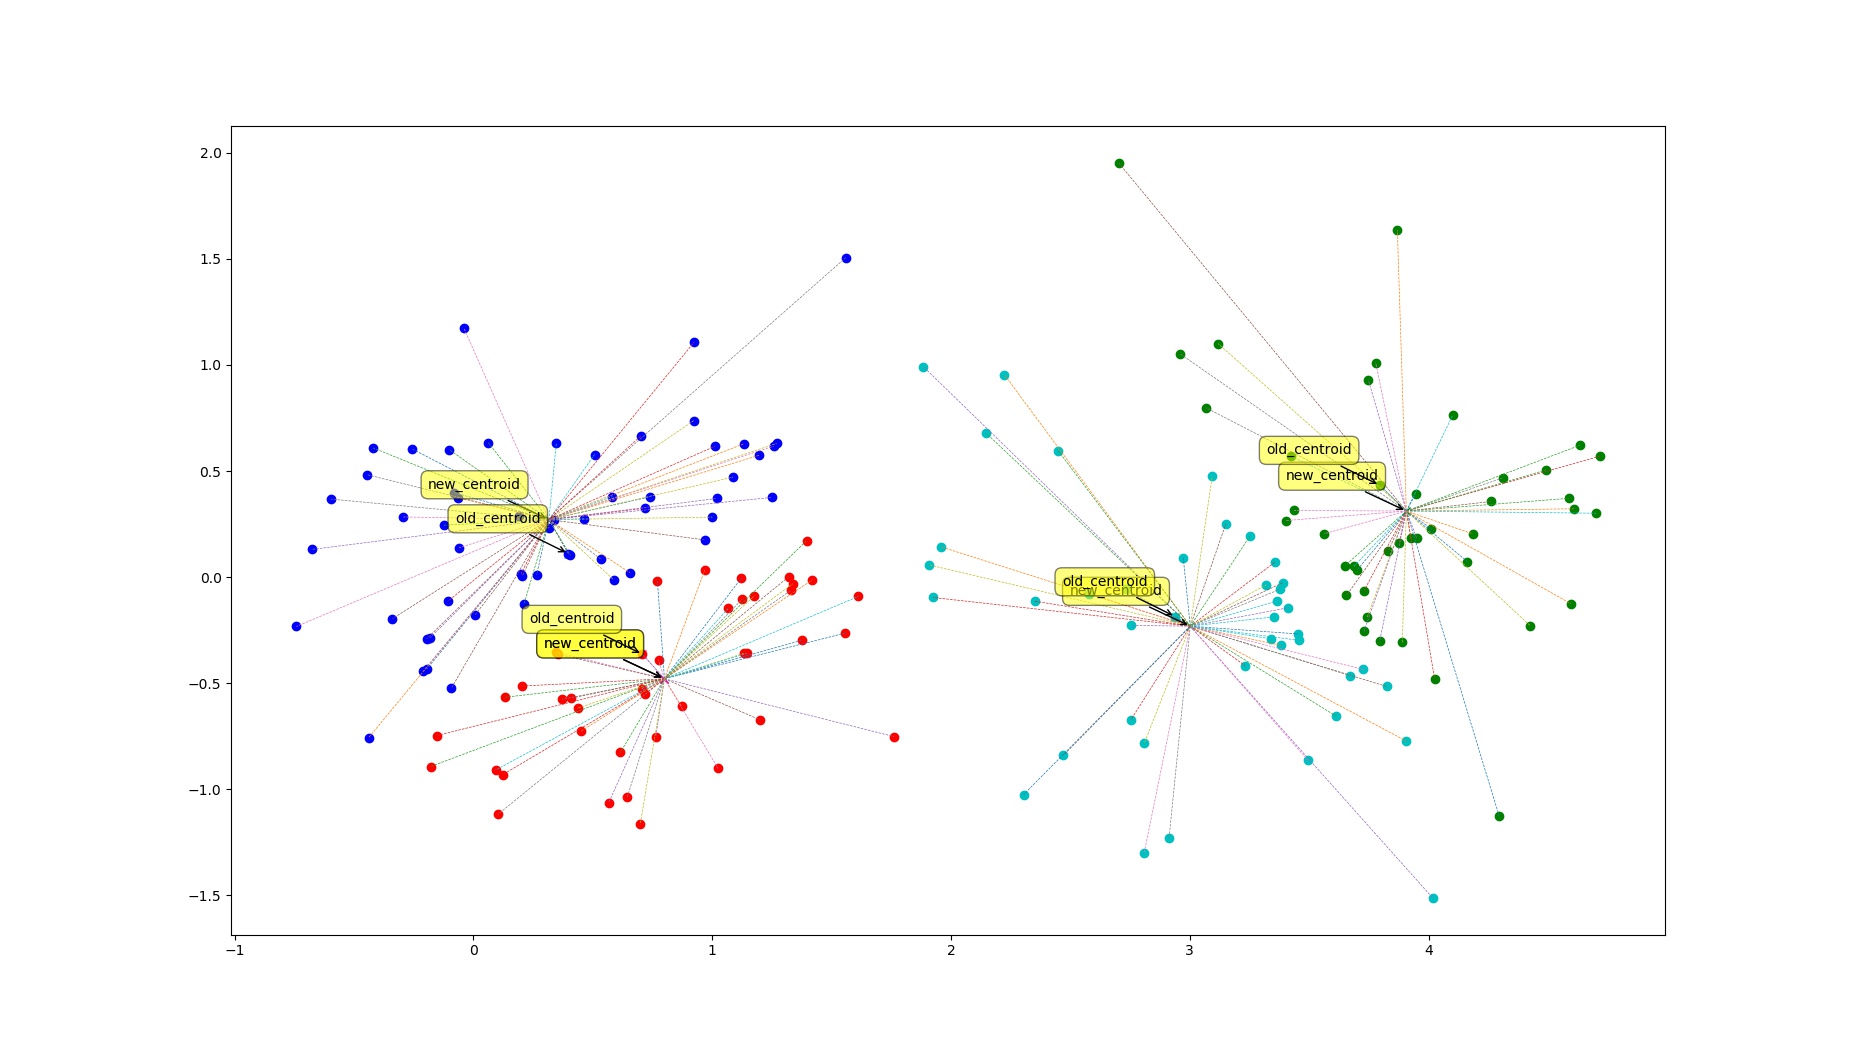 2.0
1.5
1.0
0.5
0.0
−0.5
−1.0
−1.5
new_centroid
old_centroid
old_centroid
new_centroid
old_centroid
new_centroid
old_centroid
new_centroid
−1
0
1
2
3
4